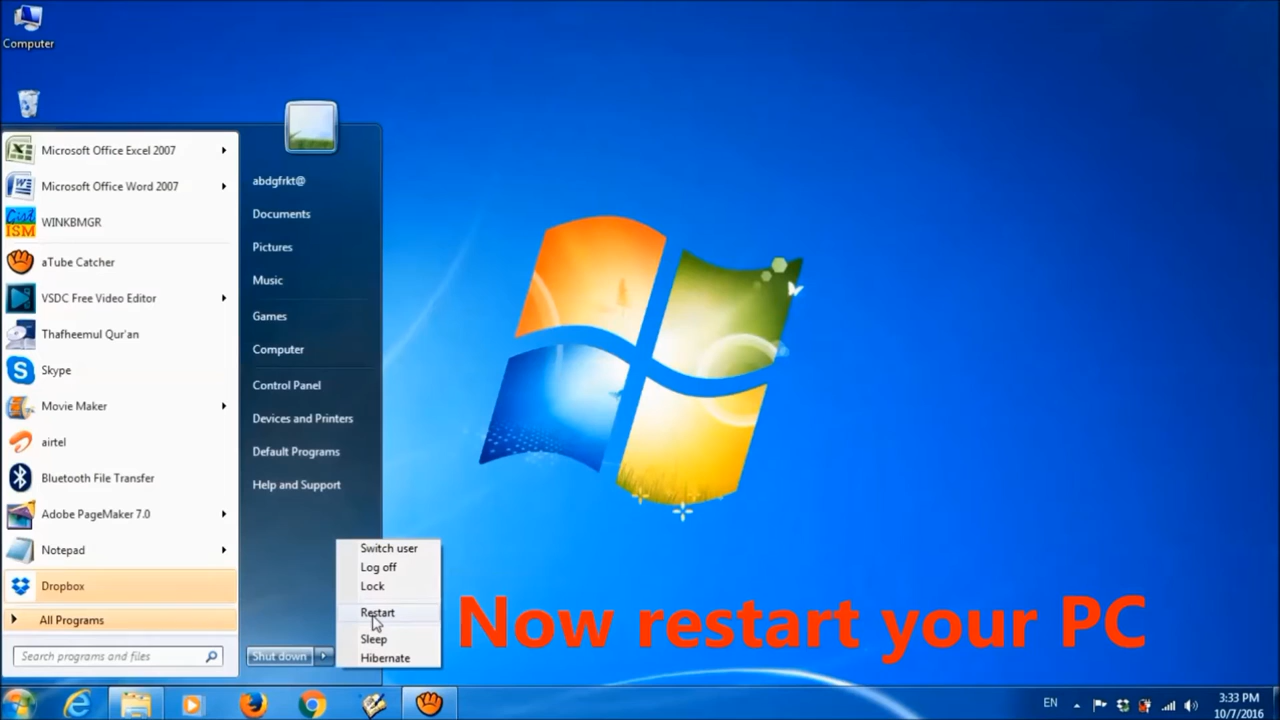 Computer
Microsoft Office Excel 2007
Microsoft Office Word 2007
Cist
ISM
WINKBMGR
aTube Catcher
VSDC Free Video Editor
Thafheemul Qur'an
Skype
Movie Maker
airtel
Bluetooth File Transfer
Adobe PageMaker 7.0
Notepad
Dropbox
All Programs
Search programs and files
abdgfrkt@
Documents
Pictures
Music
Games
Computer
Control Panel
Devices and Printers
Default Programs
Help and Support
Shut down
Switch user
Log off
Lock
Restart
Sleep
Hibernate
Now restart your PC
EN
3:33 PM
10/7/2016